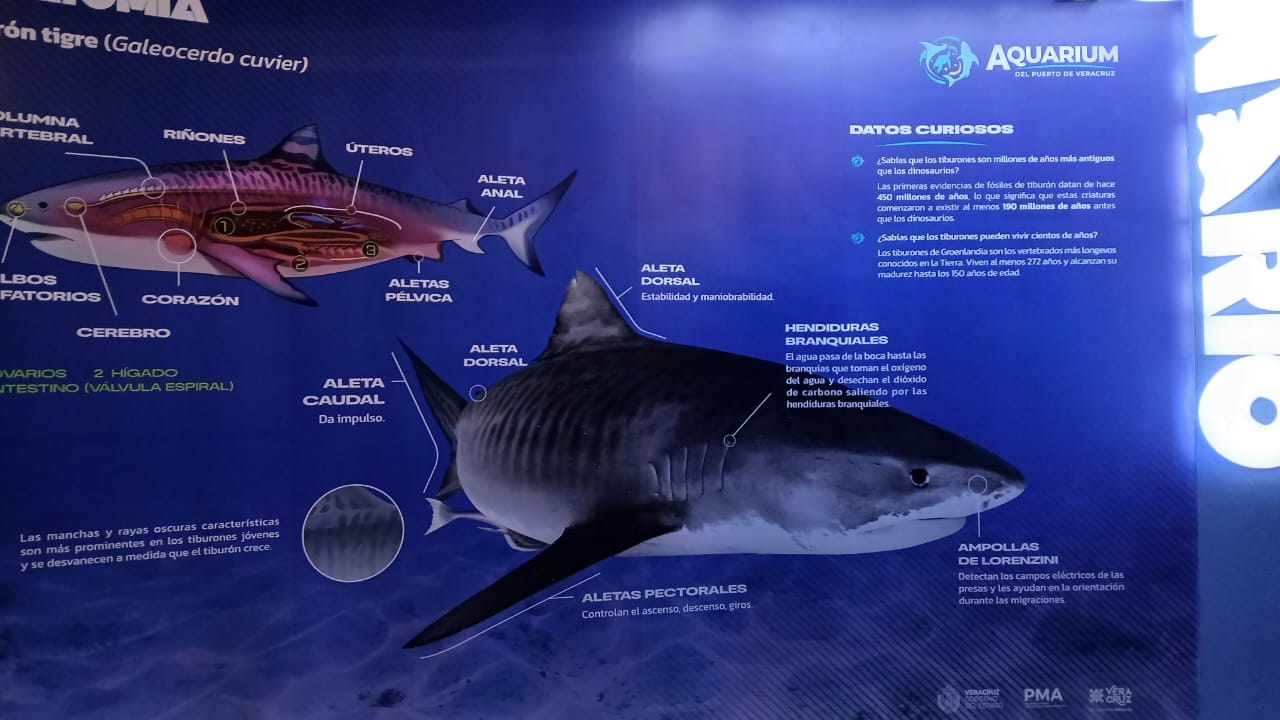 rón tigre (Galeocerdo cuvier)
AQUARIUM
DEL PUERTO DE VERACRUZ
OLUMNA
RTEBRAL
RIÑONES
ÚTEROS
ALETA
ANAL
1
2
3
LBOS
FATORIOS
CORAZÓN
ALETAS
PÉLVICA
CEREBRO
OVARIOS 2 HÍGADO
NTESTINO (VÁLVULA ESPIRAL)
DATOS CURIOSOS
¿Sabías que los tiburones son millones de años más antiguos
que los dinosaurios?
Las primeras evidencias de fósiles de tiburón datan de hace
450 millones de años, lo que significa que estas criaturas
comenzaron a existir al menos 190 millones de años antes
que los dinosaurios.
¿Sabías que los tiburones pueden vivir cientos de años?
Los tiburones de Groenlandia son los vertebrados más longevos
conocidos en la Tierra. Viven al menos 272 años y alcanzan su
madurez hasta los 150 años de edad.
ALETA
DORSAL
Estabilidad y maniobrabilidad.
HENDIDURAS
BRANQUIALES
El agua pasa de la boca hasta las
branquias que toman el oxígeno
del agua y desechan el dióxido
de carbono saliendo por las
hendiduras branquiales.
ALETA
DORSAL
ALETA
CAUDAL
Da impulso.
Las manchas y rayas oscuras características
son más prominentes en los tiburones jóvenes
y se desvanecen a medida que el tiburón crece.
AMPOLLAS
DE LORENZINI
Detectan los campos eléctricos de las
presas y les ayudan en la orientación
durante las migraciones.
ALETAS PECTORALES
Controlan el ascenso, descenso, giros.
VERACRUZ
GOBIERNO
DEL ESTADO
PMA
VERA
CRUZ